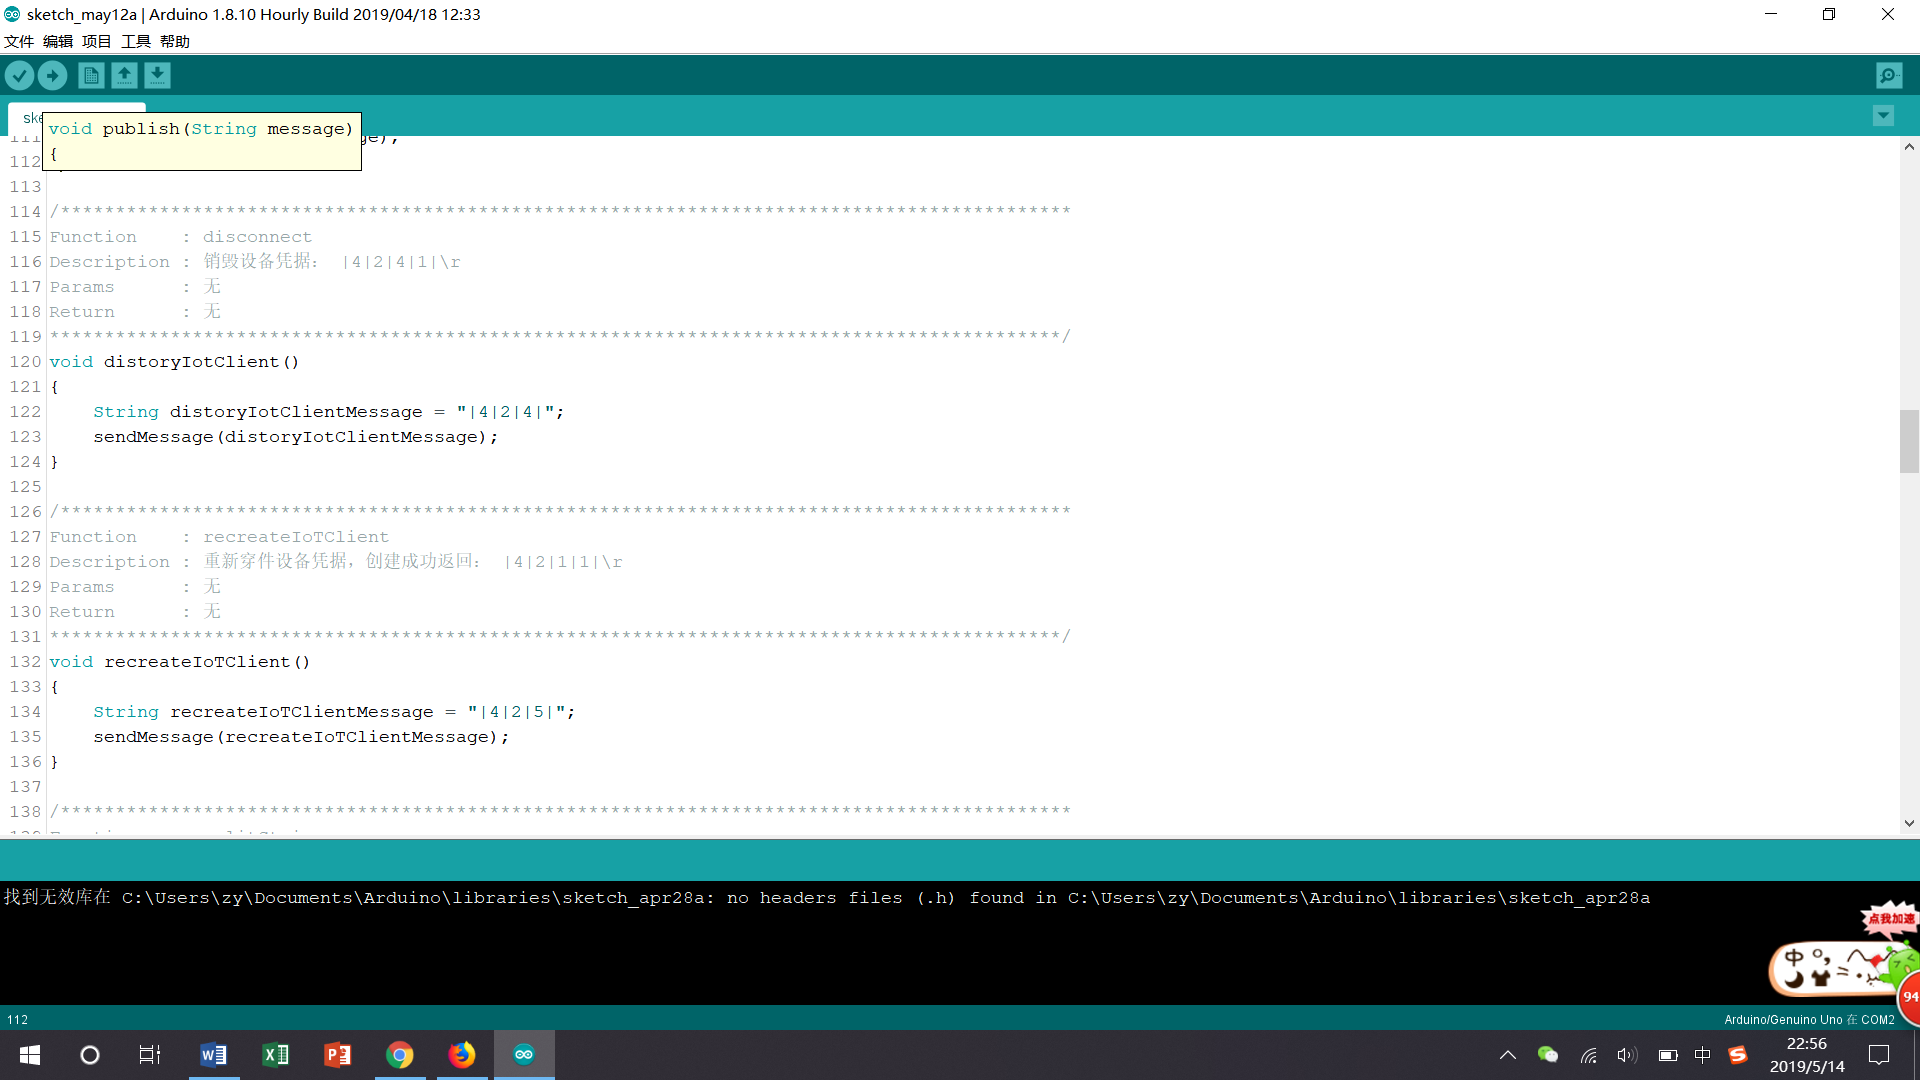 sketch_may12a | Arduino 1.8.10 Hourly Build 2019/04/18 12:33
文件 编辑 项目 工具 帮助
ske
void publish(String message)
{
111 ge);
112
113
114 /********************************************************************************************
115 Function    : disconnect
116 Description : 销毁设备凭据： |4|2|4|1|\r
117 Params      : 无
118 Return      : 无
119 ********************************************************************************************/
120 void distoryIotClient()
121 {
122     String distoryIotClientMessage = "|4|2|4|";
123     sendMessage(distoryIotClientMessage);
124 }
125
126 /********************************************************************************************
127 Function    : recreateIoTClient
128 Description : 重新穿件设备凭据，创建成功返回： |4|2|1|1|\r
129 Params      : 无
130 Return      : 无
131 ********************************************************************************************/
132 void recreateIoTClient()
133 {
134     String recreateIoTClientMessage = "|4|2|5|";
135     sendMessage(recreateIoTClientMessage);
136 }
137
138 /********************************************************************************************
找到无效库在 C:\Users\zy\Documents\Arduino\libraries\sketch_apr28a: no headers files (.h) found in C:\Users\zy\Documents\Arduino\libraries\sketch_apr28a
点我加速
中
94
112
Arduino/Genuino Uno 在 COM2
中
22:56
2019/5/14